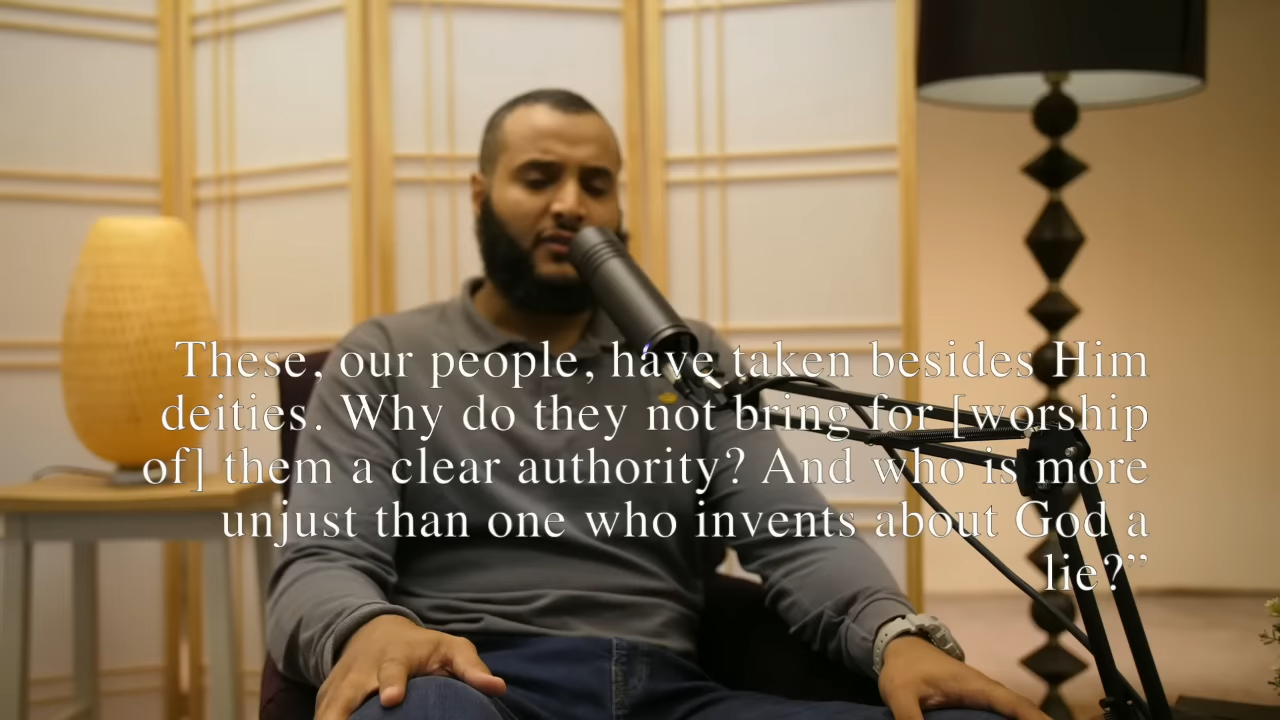 These, our people, have taken besides Him
deities. Why do they not bring for [worship
of] them a clear authority? And who is more
unjust than one who invents about God a
lie?”